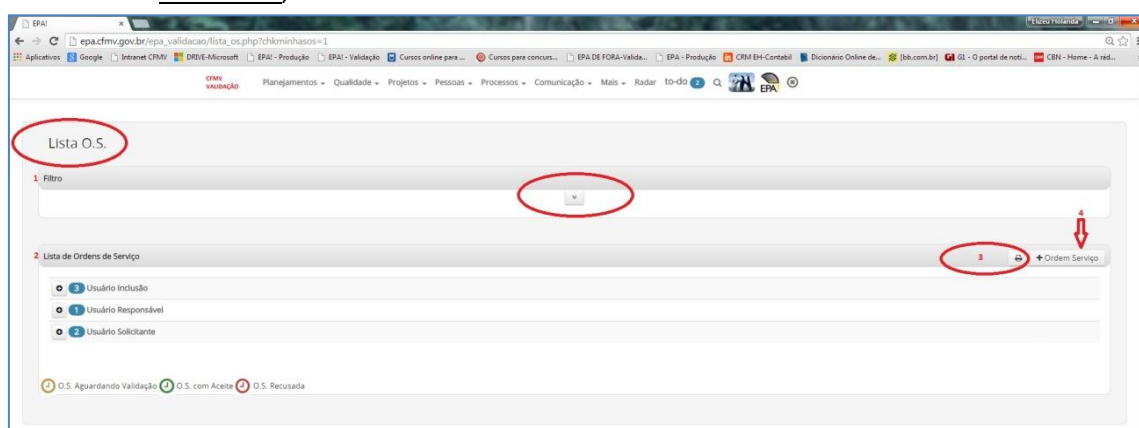 EPA!
Elizeu Holanda
epa.cfmv.gov.br/epa_validacao/lista_os.php?chkminhasos=1
Aplicativos Google Intranet CFMV DRIVE-Microsoft EPA! - Produção EPA! - Validação Cursos online para ... Cursos para concurs... EPA DE FORA-Valida... EPA - Produção CRM EH-Contabil Dicionário Online de... [bb.com.br] G1 - O portal de notí... CBN - Home - A rád...
CFMV
VALIDAÇÃO
Planejamentos Qualidade Projetos Pessoas Processos Comunicação Mais Radar to-do 2 EPA
Lista O.S.
1 Filtro
4
2 Lista de Ordens de Serviço 3 + Ordem Serviço
3 Usuário Inclusão
1 Usuário Responsável
2 Usuário Solicitante
O.S. Aguardando Validação O.S. com Aceite O.S. Recusada